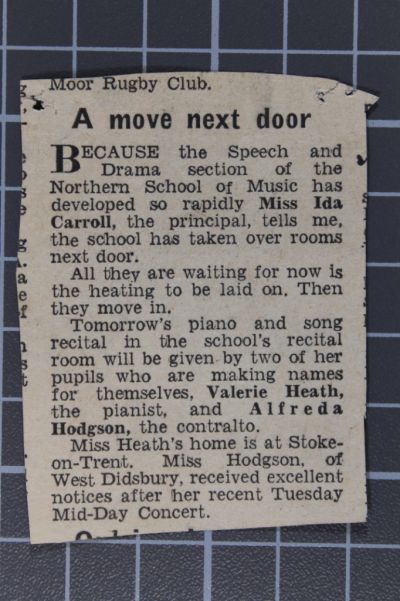 Moor Rugby Club.
A move next door
BECAUSE the Speech and
Drama section of the
Northern School of Music has
developed so rapidly Miss Ida
Carroll, the principal, tells me,
the school has taken over rooms
next door.
All they are waiting for now is
the heating to be laid on. Then
they move in.
Tomorrow's piano and song
recital in the school's recital
room will be given by two of her
pupils who are making names
for themselves, Valerie Heath,
the pianist, and Alfreda
Hodgson, the contralto.
Miss Heath's home is at Stoke-
on-Trent. Miss Hodgson, of
West Didsbury, received excellent
notices after her recent Tuesday
Mid-Day Concert.